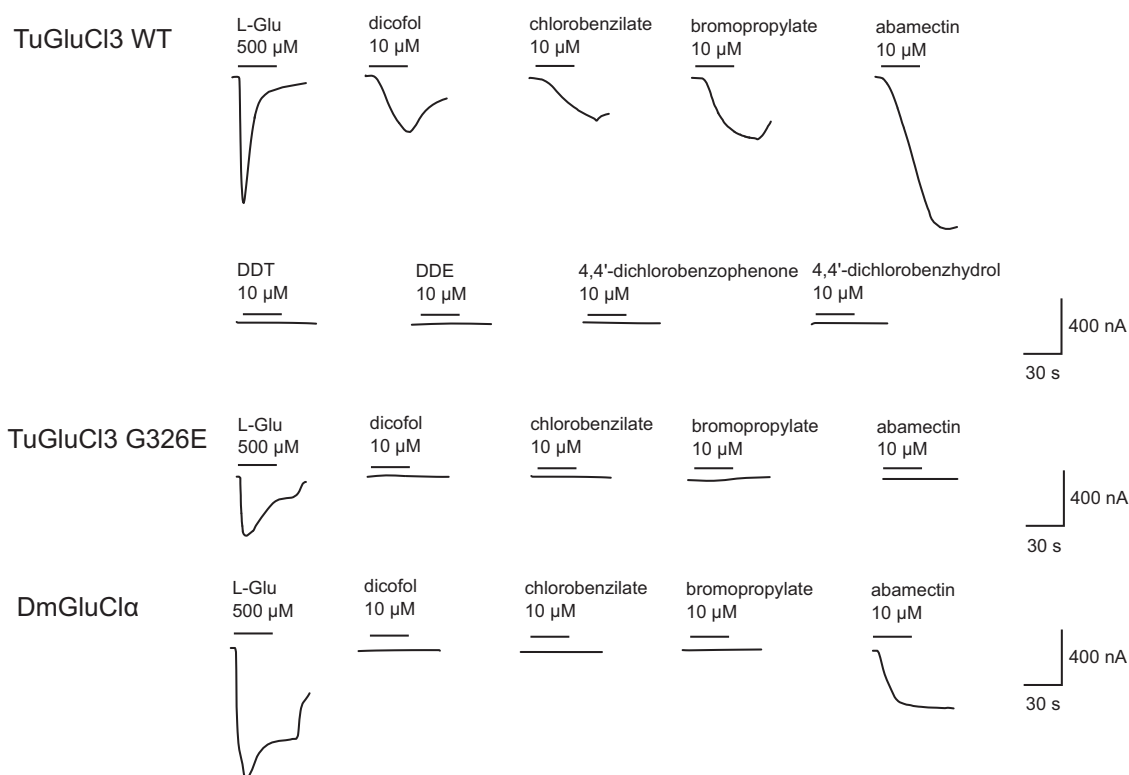 TuGluCl3 WT
L-Glu
500 µM
dicofol
10 µM
chlorobenzilate
10 µM
bromopropylate
10 µM
abamectin
10 µM
DDT
10 µM
DDE
10 µM
4,4'-dichlorobenzophenone
10 µM
4,4'-dichlorobenzhydrol
10 µM
400 nA
30 s
TuGluCl3 G326E
L-Glu
500 µM
dicofol
10 µM
chlorobenzilate
10 µM
bromopropylate
10 µM
abamectin
10 µM
400 nA
30 s
DmGluClα
L-Glu
500 µM
dicofol
10 µM
chlorobenzilate
10 µM
bromopropylate
10 µM
abamectin
10 µM
400 nA
30 s